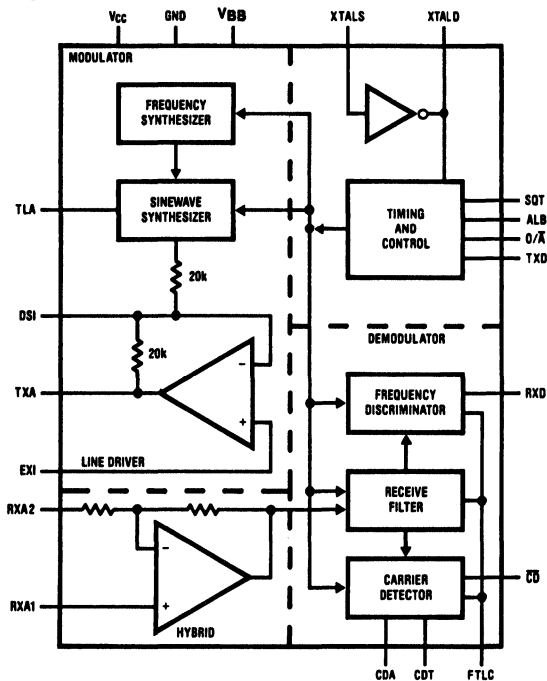 VCC GND VBB XTALS XTALD
MODULATOR
FREQUENCY
SYNTHESIZER
TLA
SINEWAVE
SYNTHESIZER
TIMING
AND
CONTROL
SQT
ALB
O/A̅
TXD
20k
DSI
DEMODULATOR
20k
−
TXA
FREQUENCY
DISCRIMINATOR
RXD
+
EXI
LINE DRIVER
RECEIVE
FILTER
RXA2
−
CARRIER
DETECTOR
C̅D̅
RXA1
+
HYBRID
CDA CDT FTLC